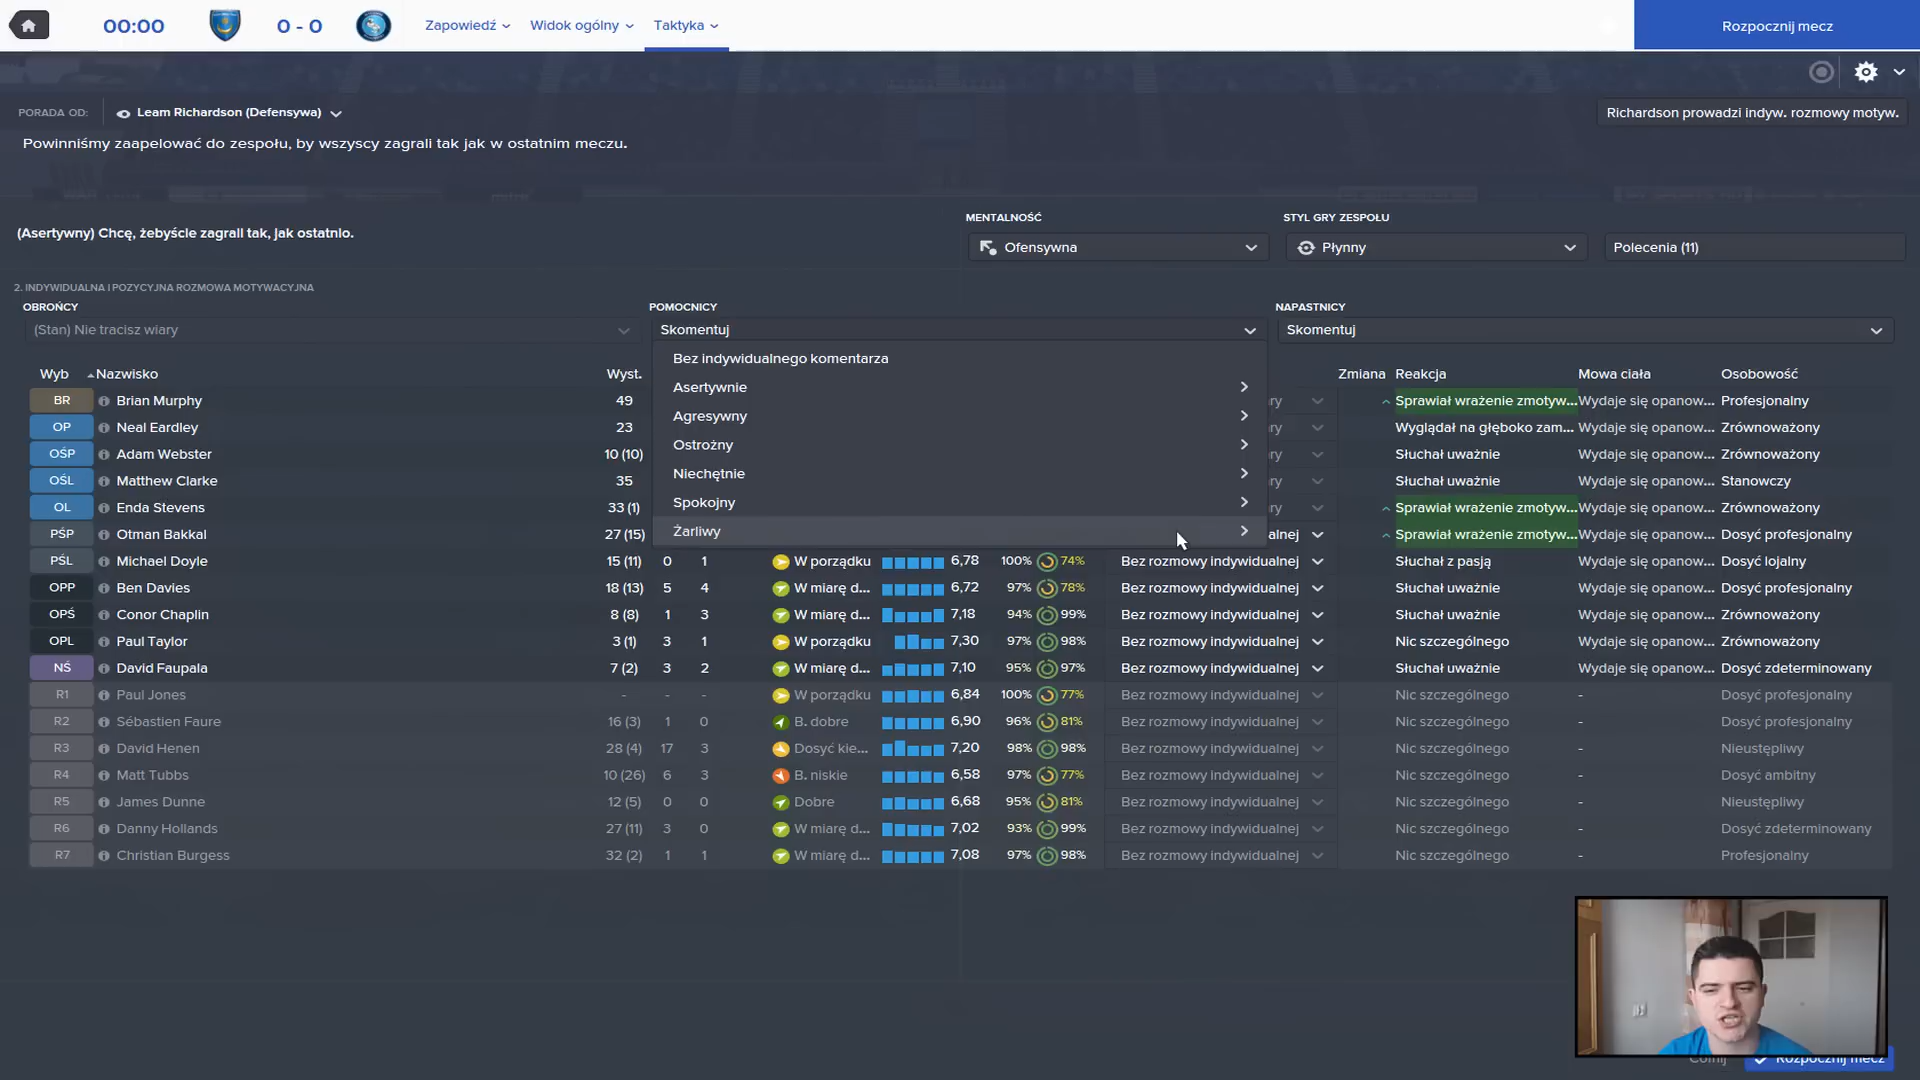 00:00 0 - 0 Zapowiedź Widok ogólny Taktyka Rozpocznij mecz
PORADA OD: Leam Richardson (Defensywa) Richardson prowadzi indyw. rozmowy motyw.
Powinniśmy zaapelować do zespołu, by wszyscy zagrali tak jak w ostatnim meczu.
MENTALNOŚĆ STYL GRY ZESPOŁU
(Asertywny) Chcę, żebyście zagrali tak, jak ostatnio. Ofensywna Płynny Polecenia (11)
2. INDYWIDUALNA I POZYCYJNA ROZMOWA MOTYWACYJNA
OBROŃCY POMOCNICY NAPASTNICY
(Stan) Nie tracisz wiary Skomentuj Skomentuj
Bez indywidualnego komentarza
Asertywnie
Agresywny
Ostrożny
Niechętnie
Spokojny
Żarliwy
Wyb Nazwisko Wyst. Zmiana Reakcja Mowa ciała Osobowość
BR Brian Murphy 49 ry Sprawiał wrażenie zmotyw... Wydaje się opanow... Profesjonalny
OP Neal Eardley 23 ry Wyglądał na głęboko zam... Wydaje się opanow... Zrównoważony
OŚP Adam Webster 10 (10) ry Słuchał uważnie Wydaje się opanow... Zrównoważony
OŚL Matthew Clarke 35 ry Słuchał uważnie Wydaje się opanow... Stanowczy
OL Enda Stevens 33 (1) ry Sprawiał wrażenie zmotyw... Wydaje się opanow... Zrównoważony
PŚP Otman Bakkal 27 (15) alnej Sprawiał wrażenie zmotyw... Wydaje się opanow... Dosyć profesjonalny
PŚL Michael Doyle 15 (11) 0 1 W porządku 6,78 100% 74% Bez rozmowy indywidualnej Słuchał z pasją Wydaje się opanow... Dosyć lojalny
OPP Ben Davies 18 (13) 5 4 W miarę d... 6,72 97% 78% Bez rozmowy indywidualnej Słuchał uważnie Wydaje się opanow... Dosyć profesjonalny
OPŚ Conor Chaplin 8 (8) 1 3 W miarę d... 7,18 94% 99% Bez rozmowy indywidualnej Słuchał uważnie Wydaje się opanow... Zrównoważony
OPL Paul Taylor 3 (1) 3 1 W porządku 7,30 97% 98% Bez rozmowy indywidualnej Nic szczególnego Wydaje się opanow... Zrównoważony
NŚ David Faupala 7 (2) 3 2 W miarę d... 7,10 95% 97% Bez rozmowy indywidualnej Słuchał uważnie Wydaje się opanow... Dosyć zdeterminowany
R1 Paul Jones - - - W porządku 6,84 100% 77% Bez rozmowy indywidualnej Nic szczególnego - Dosyć profesjonalny
R2 Sébastien Faure 16 (3) 1 0 B. dobre 6,90 96% 81% Bez rozmowy indywidualnej Nic szczególnego - Dosyć profesjonalny
R3 David Henen 28 (4) 17 3 Dosyć kie... 7,20 98% 98% Bez rozmowy indywidualnej Nic szczególnego - Nieustępliwy
R4 Matt Tubbs 10 (26) 6 3 B. niskie 6,58 97% 77% Bez rozmowy indywidualnej Nic szczególnego - Dosyć ambitny
R5 James Dunne 12 (5) 0 0 Dobre 6,68 95% 81% Bez rozmowy indywidualnej Nic szczególnego - Nieustępliwy
R6 Danny Hollands 27 (11) 3 0 W miarę d... 7,02 93% 99% Bez rozmowy indywidualnej Nic szczególnego - Dosyć zdeterminowany
R7 Christian Burgess 32 (2) 1 1 W miarę d... 7,08 97% 98% Bez rozmowy indywidualnej Nic szczególnego - Profesjonalny
Cofnij Rozpocznij mecz